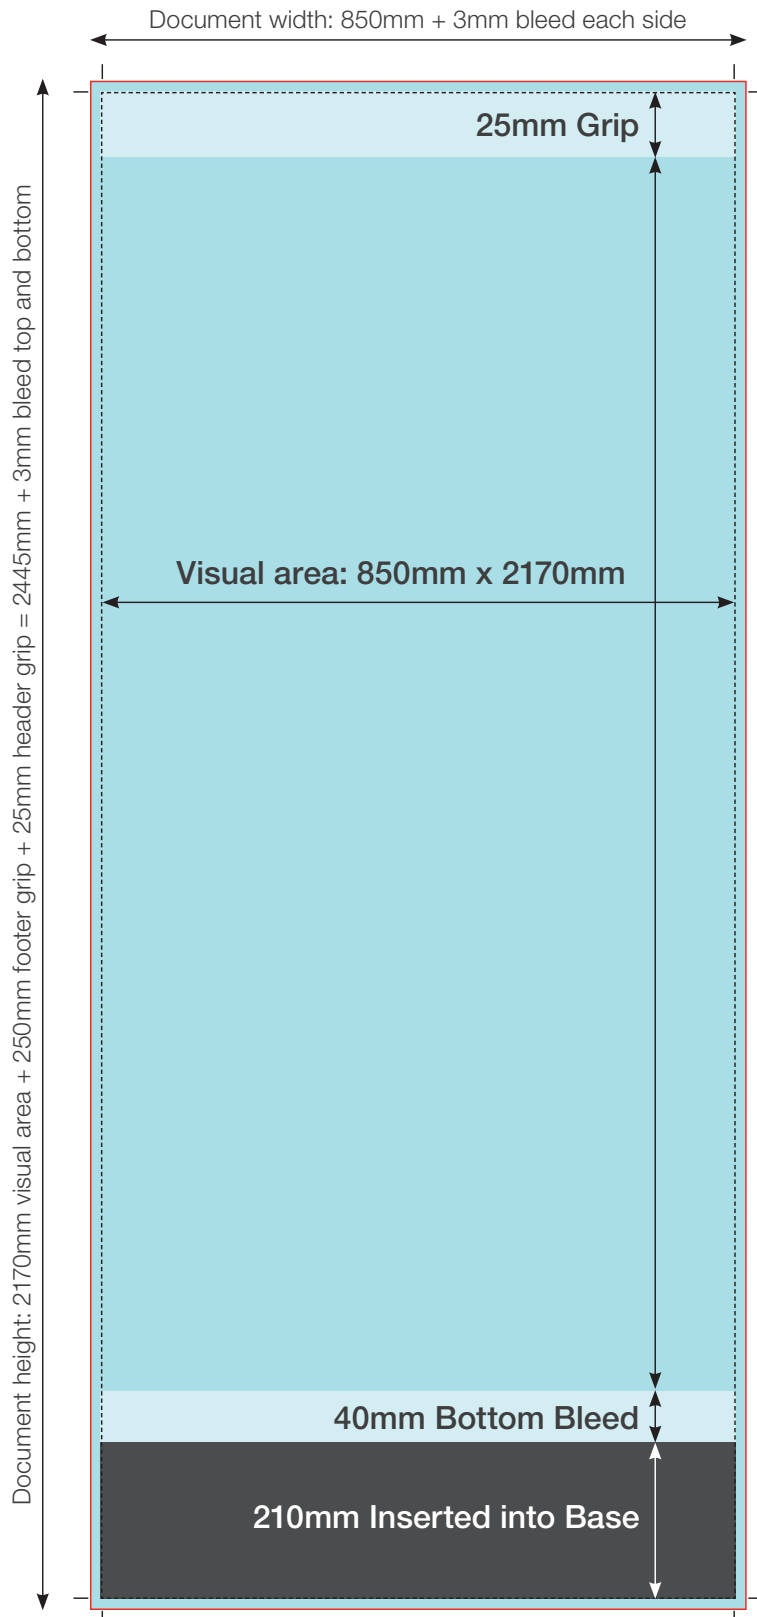 Document width: 850mm + 3mm bleed each side
25mm Grip
Document height: 2170mm visual area + 250mm footer grip + 25mm header grip = 2445mm + 3mm bleed top and bottom
Visual area: 850mm x 2170mm
40mm Bottom Bleed
210mm Inserted into Base